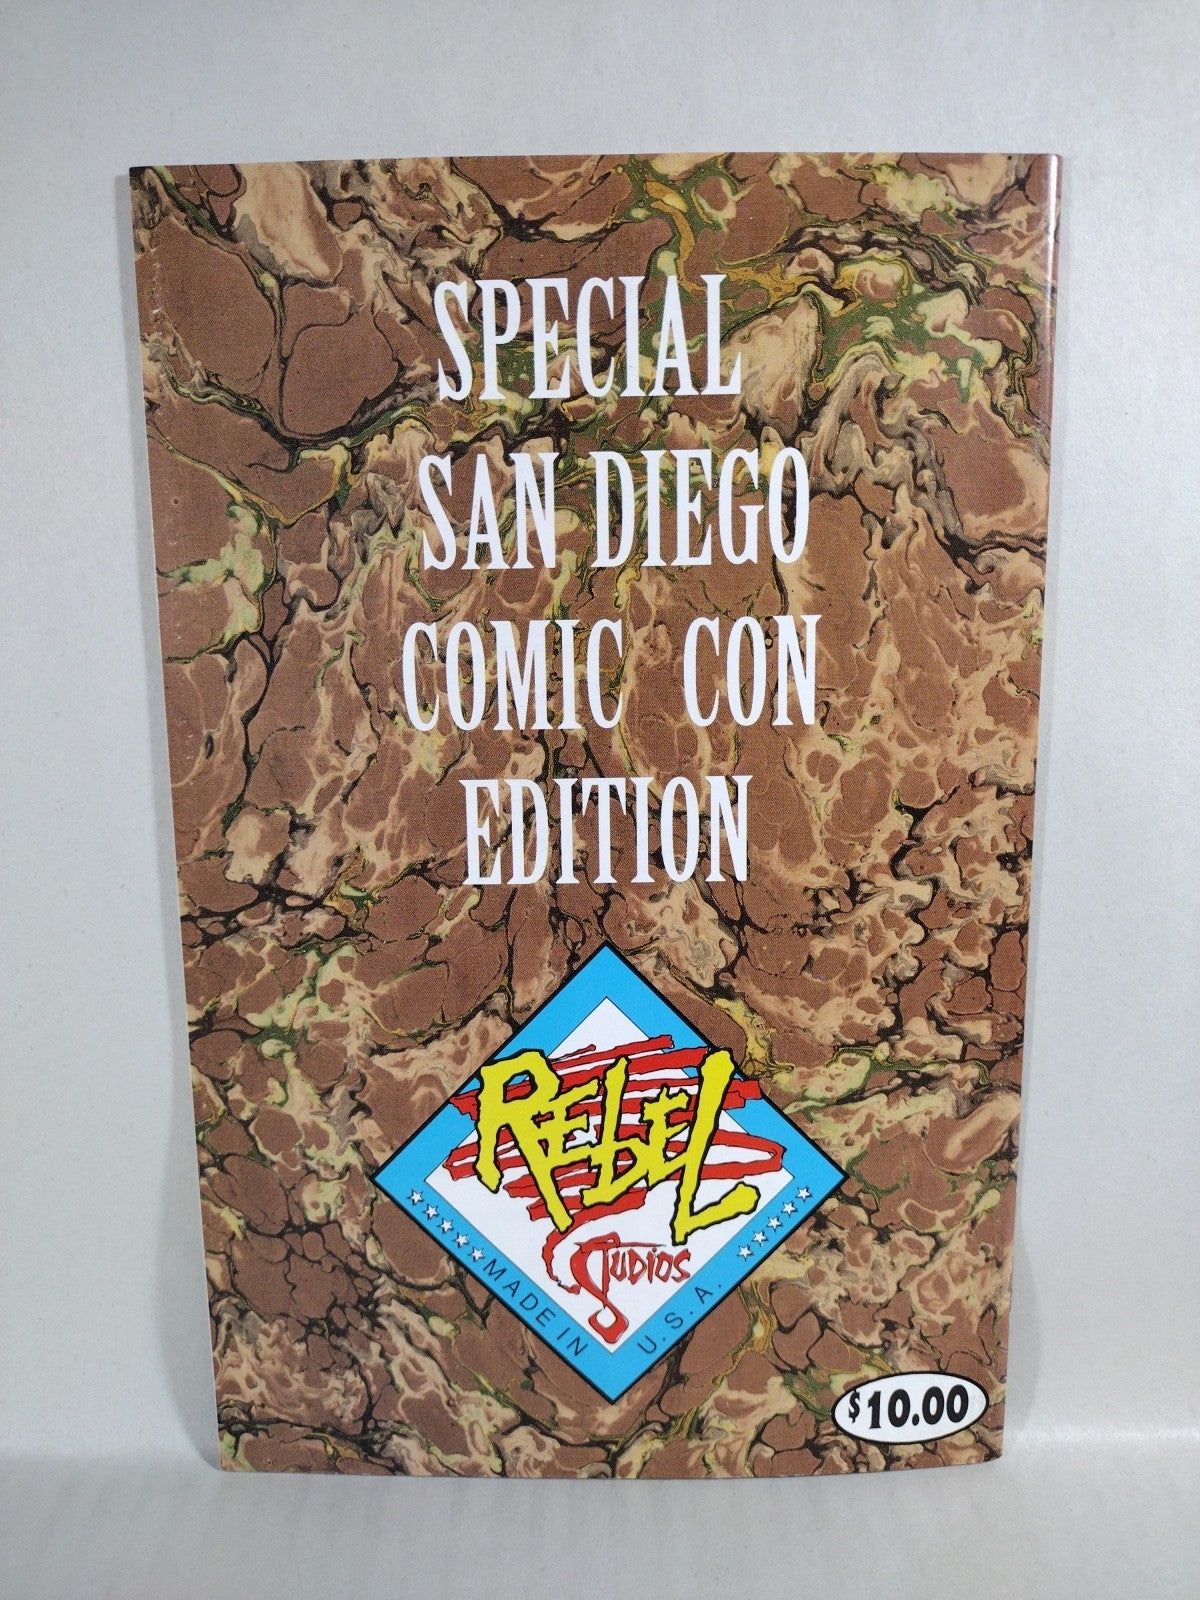 SPECIAL
SAN DIEGO
COMIC CON
EDITION
REBEL
STUDIOS
MADE IN U.S.A.
$10.00